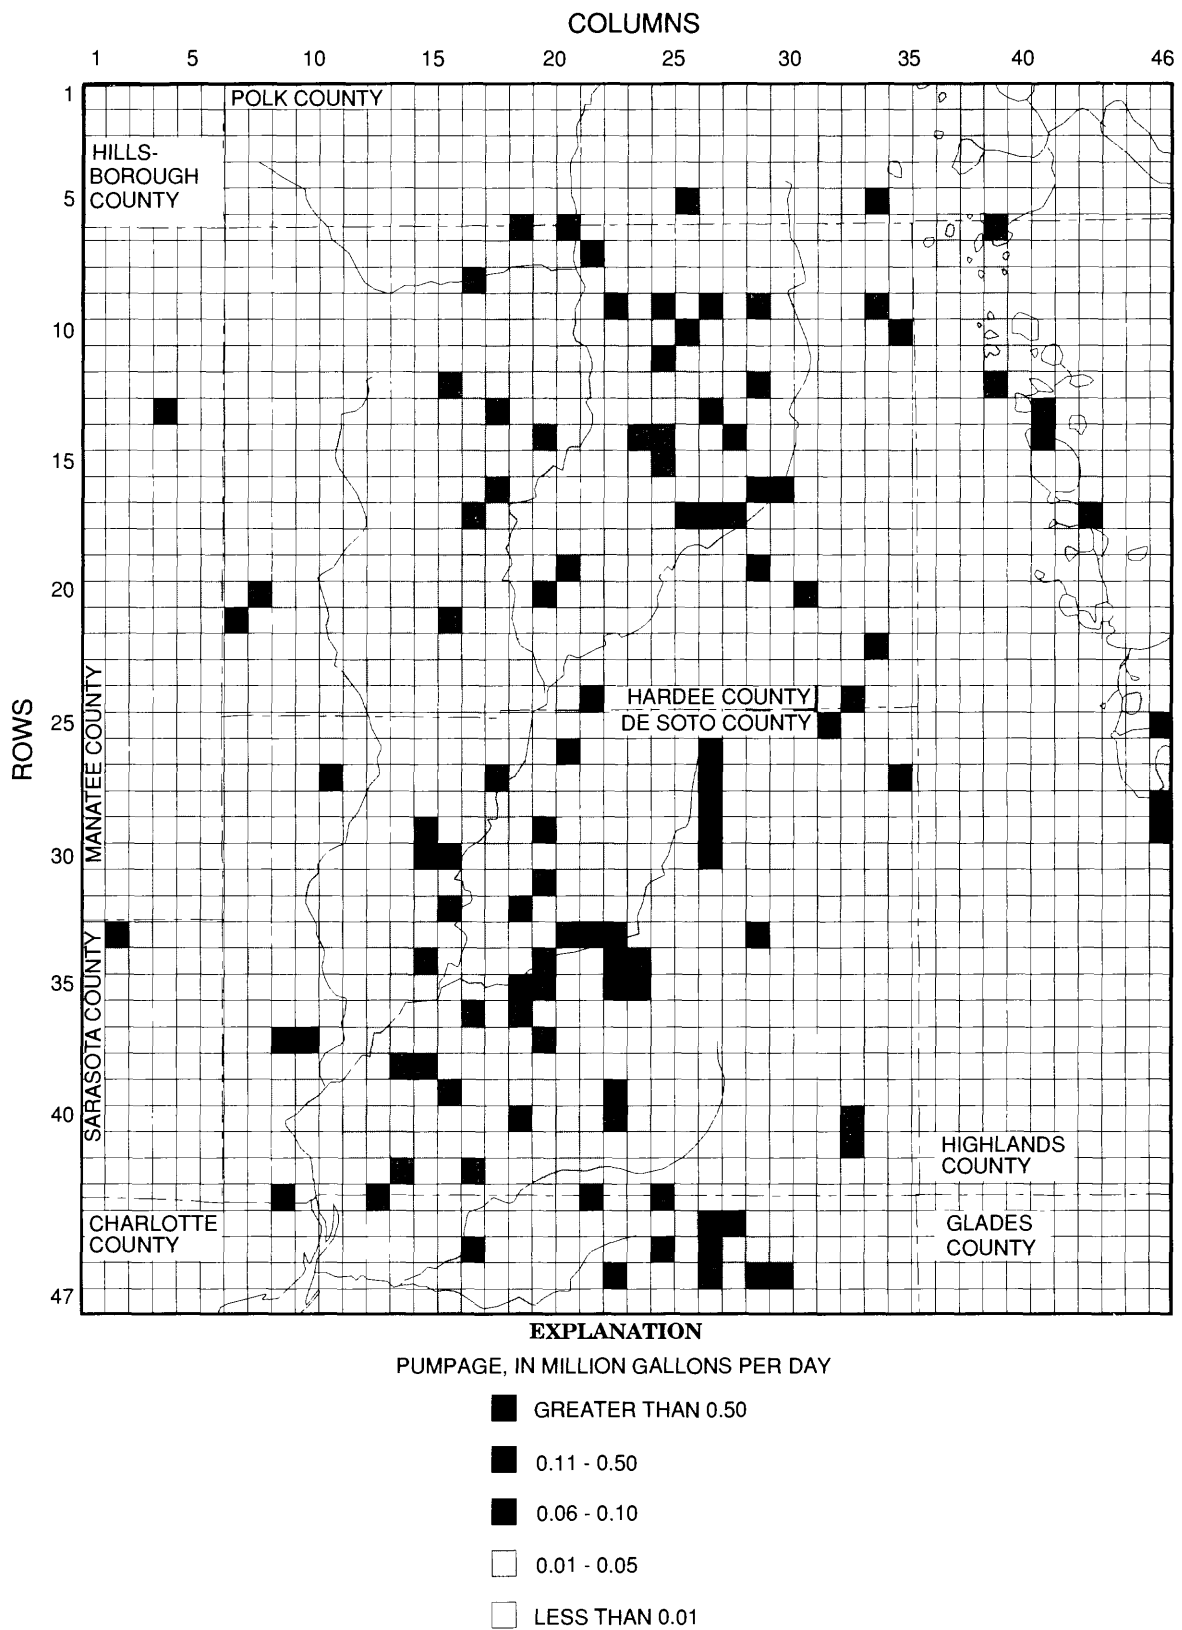 COLUMNS
1 5 10 15 20 25 30 35 40 46
1
POLK COUNTY
HILLS-
BOROUGH
COUNTY
5
10
15
20
ROWS
MANATEE COUNTY
HARDEE COUNTY
25
DE SOTO COUNTY
30
SARASOTA COUNTY
35
40
HIGHLANDS
COUNTY
CHARLOTTE
COUNTY
GLADES
COUNTY
47
EXPLANATION
PUMPAGE, IN MILLION GALLONS PER DAY
GREATER THAN 0.50
0.11 - 0.50
0.06 - 0.10
0.01 - 0.05
LESS THAN 0.01